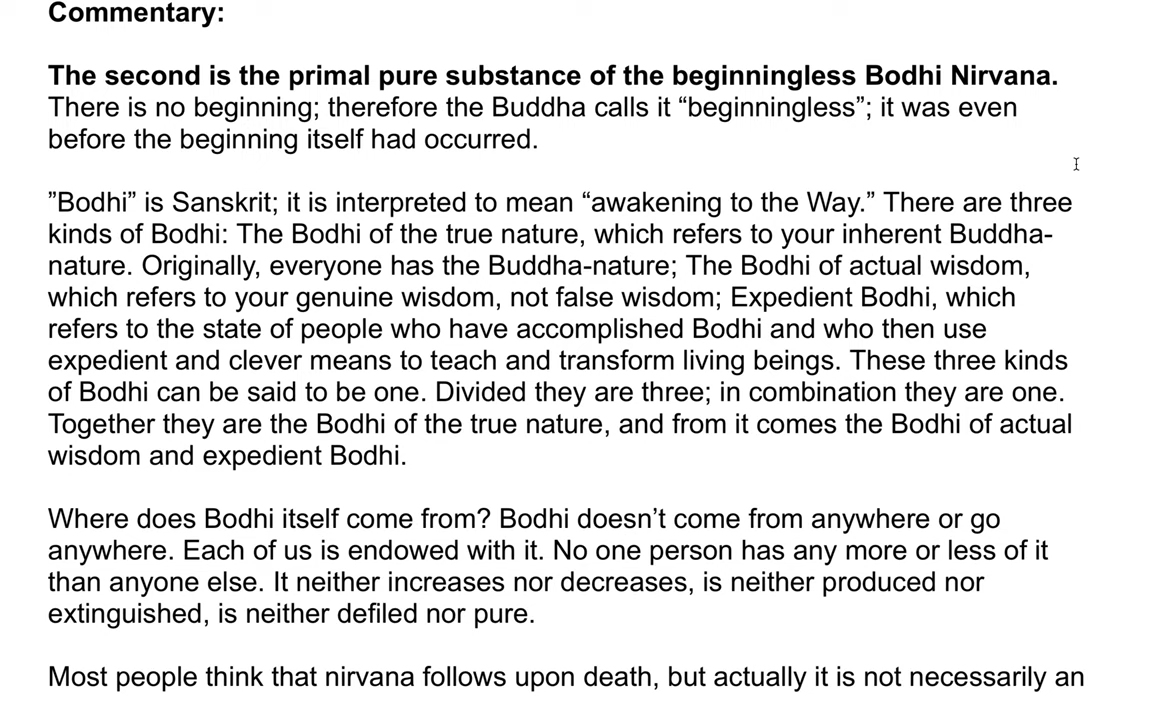 Commentary:
The second is the primal pure substance of the beginningless Bodhi Nirvana.
There is no beginning; therefore the Buddha calls it “beginningless”; it was even
before the beginning itself had occurred.
”Bodhi” is Sanskrit; it is interpreted to mean “awakening to the Way.” There are three
kinds of Bodhi: The Bodhi of the true nature, which refers to your inherent Buddha-
nature. Originally, everyone has the Buddha-nature; The Bodhi of actual wisdom,
which refers to your genuine wisdom, not false wisdom; Expedient Bodhi, which
refers to the state of people who have accomplished Bodhi and who then use
expedient and clever means to teach and transform living beings. These three kinds
of Bodhi can be said to be one. Divided they are three; in combination they are one.
Together they are the Bodhi of the true nature, and from it comes the Bodhi of actual
wisdom and expedient Bodhi.
Where does Bodhi itself come from? Bodhi doesn’t come from anywhere or go
anywhere. Each of us is endowed with it. No one person has any more or less of it
than anyone else. It neither increases nor decreases, is neither produced nor
extinguished, is neither defiled nor pure.
Most people think that nirvana follows upon death, but actually it is not necessarily an